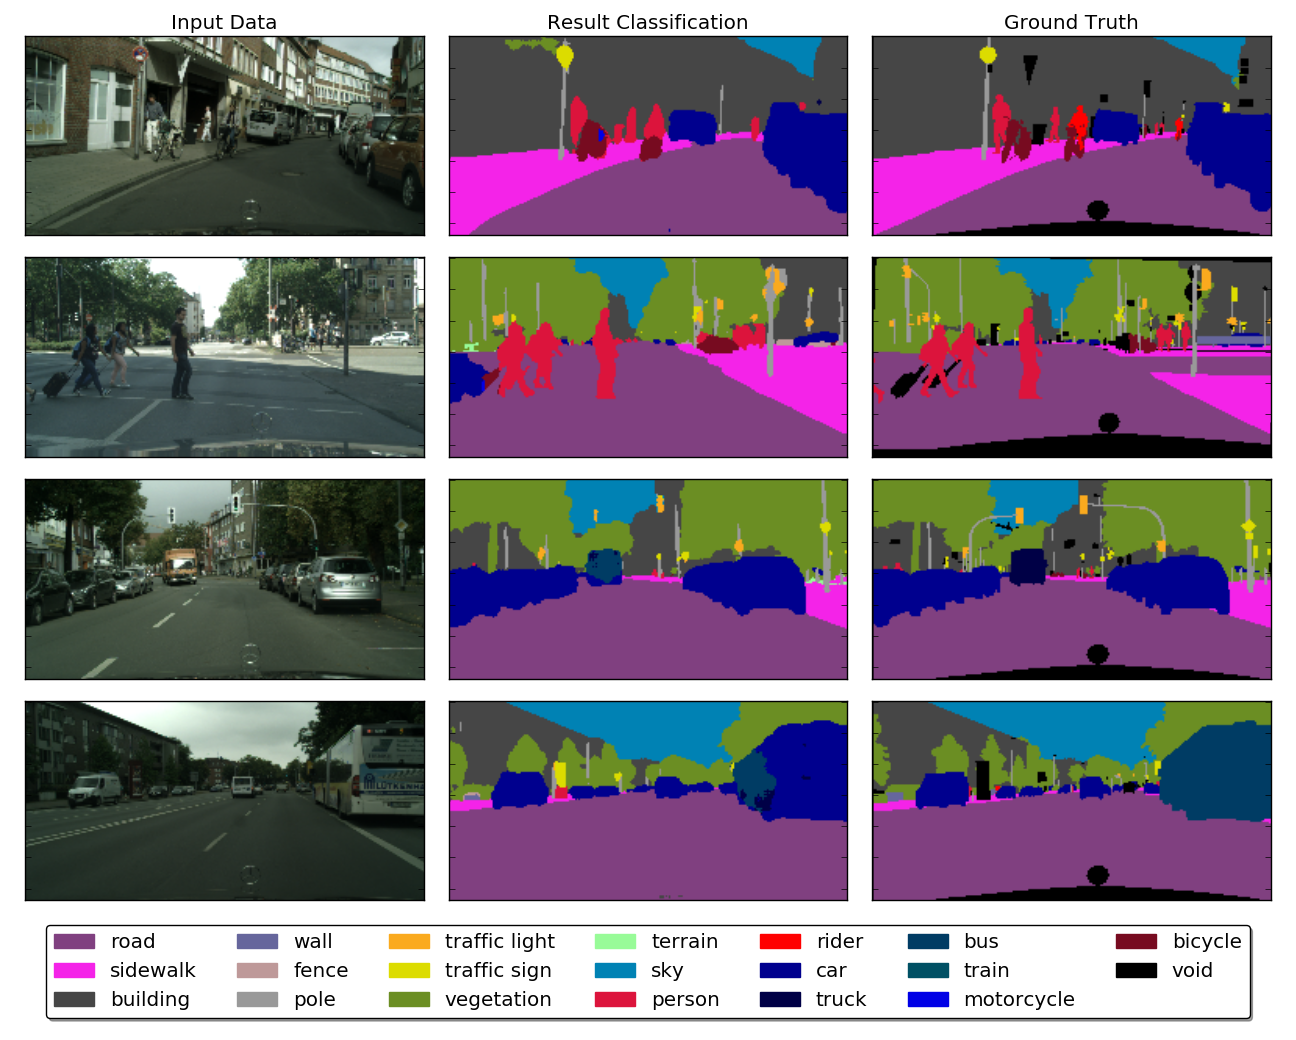 Input Data Result Classification Ground Truth
LÜTKENH
road wall traffic light terrain rider bus bicycle
sidewalk fence traffic sign sky car train void
building pole vegetation person truck motorcycle